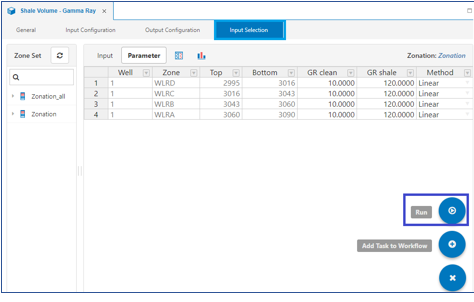 Shale Volume - Gamma Ray ×
General Input Configuration Output Configuration Input Selection
Zone Set
Input Parameter Zonation: Zonation
Well Zone Top Bottom GR clean GR shale Method
1 1 WLRD 2995 3016 10.0000 120.0000 Linear
2 1 WLRC 3016 3043 10.0000 120.0000 Linear
3 1 WLRB 3043 3060 10.0000 120.0000 Linear
4 1 WLRA 3060 3090 10.0000 120.0000 Linear
Zonation_all
Zonation
Run
Add Task to Workflow